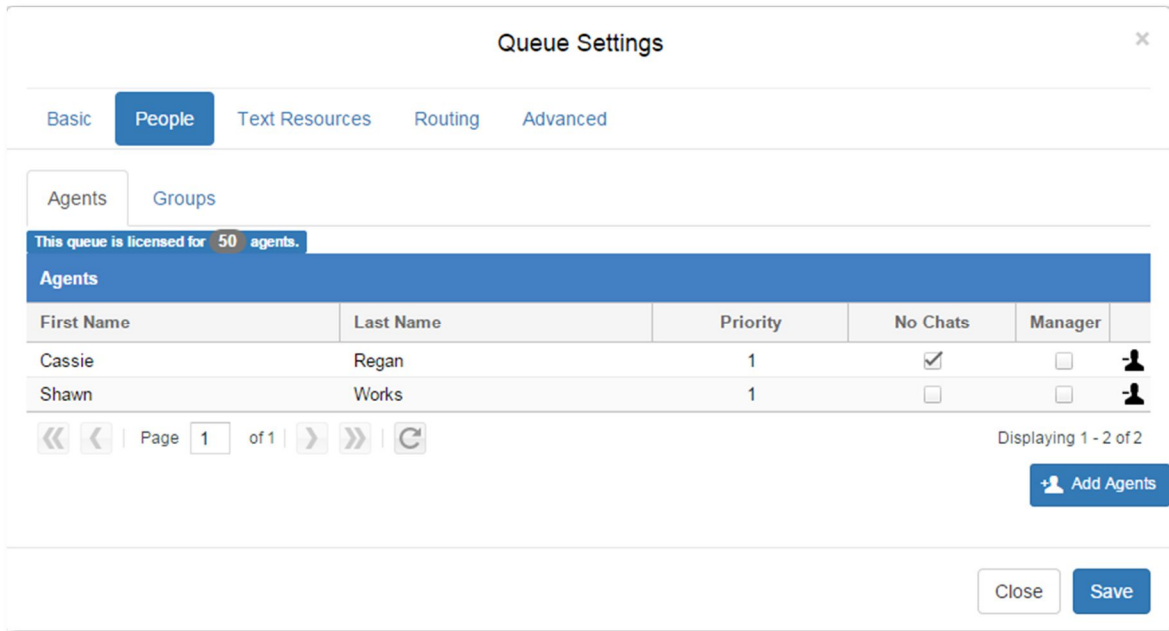 Queue Settings ×
Basic People Text Resources Routing Advanced
Agents Groups
This queue is licensed for 50 agents.
Agents
First Name Last Name Priority No Chats Manager
Cassie Regan 1
Shawn Works 1
Page 1 of 1 Displaying 1 - 2 of 2
Add Agents
Close Save